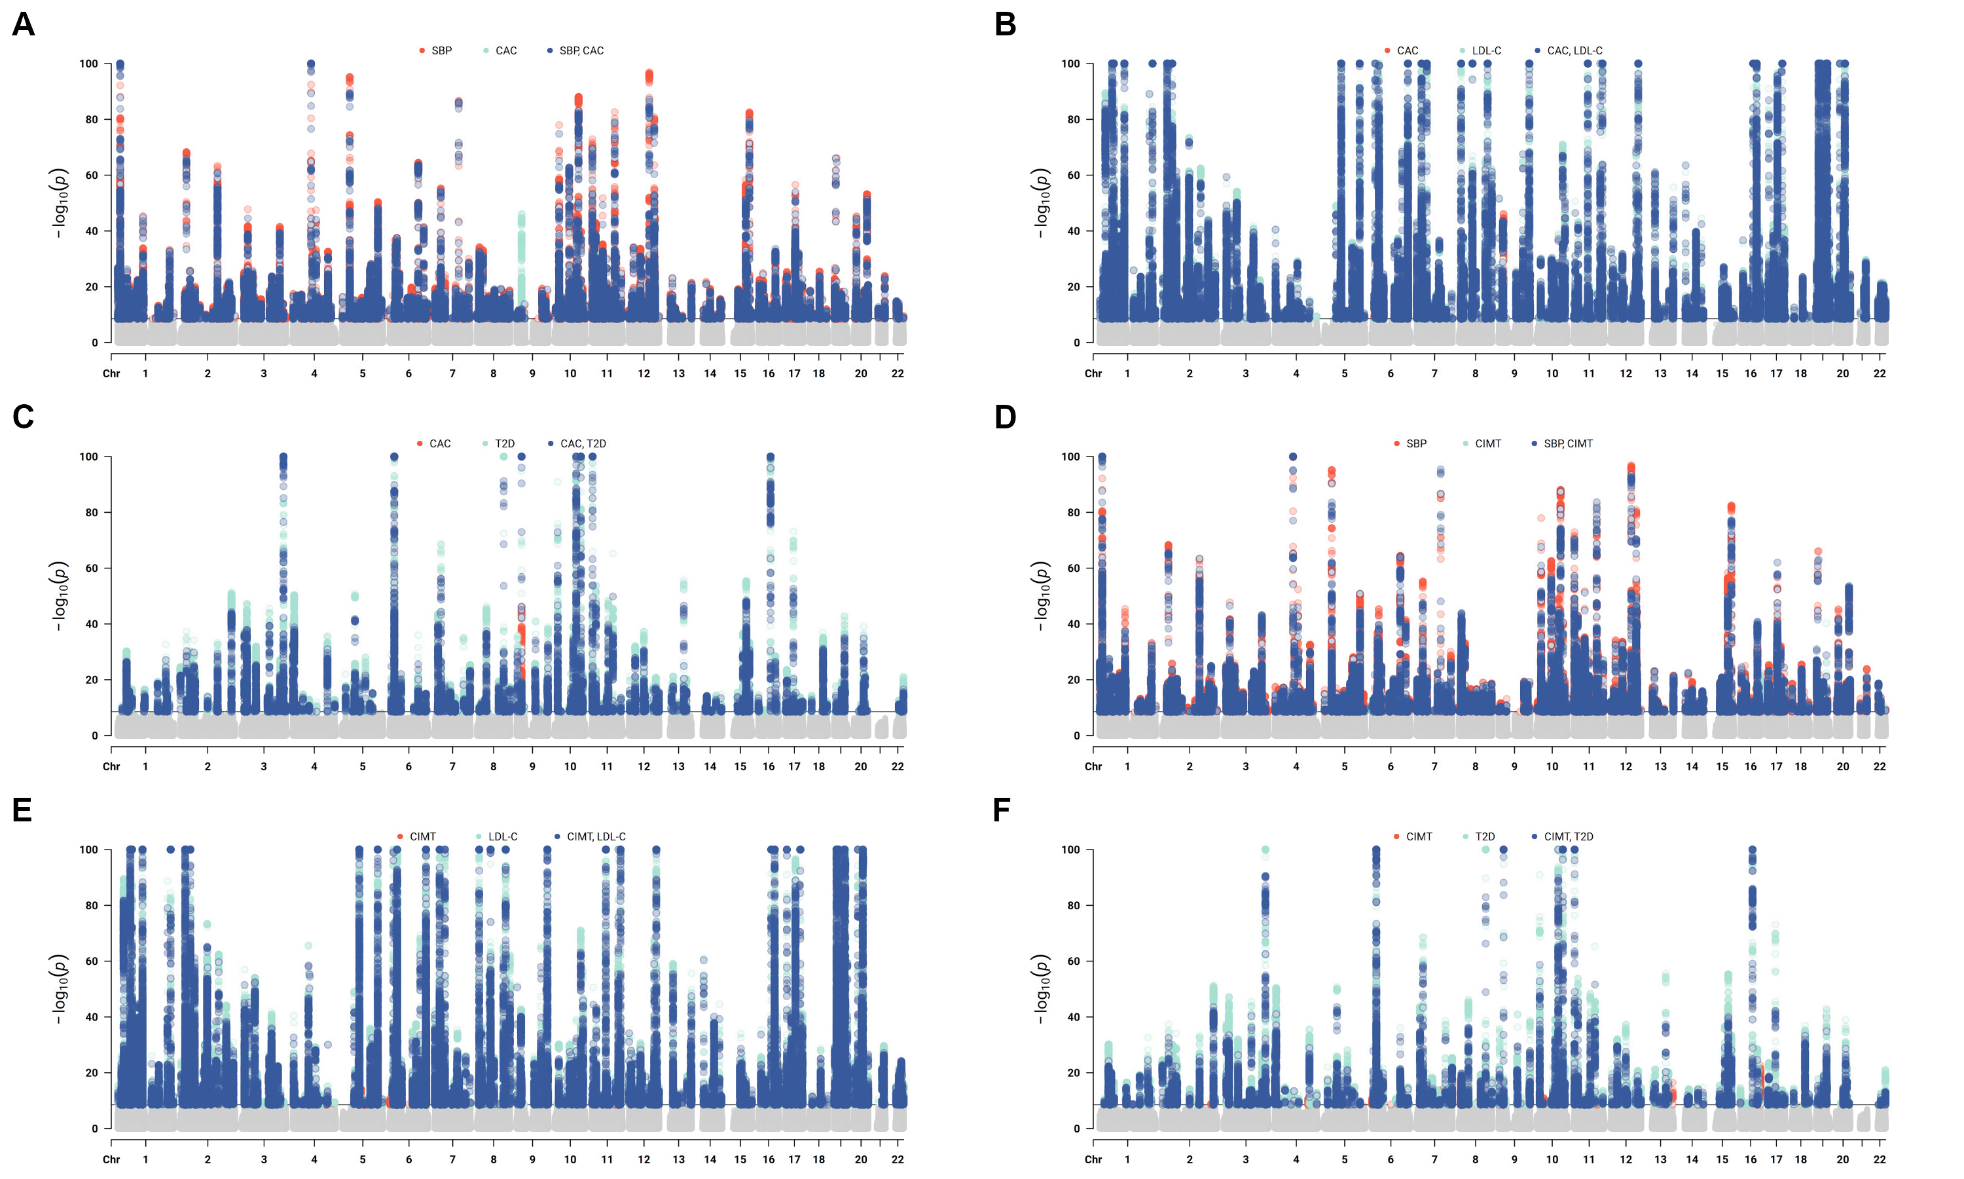 A
SBP CAC SBP, CAC
100
80
60
40
20
0
− log₁₀(p)
Chr 1 2 3 4 5 6 7 8 9 10 11 12 13 14 15 16 17 18 20 22
B
CAC LDL-C CAC, LDL-C
100
80
60
40
20
0
− log₁₀(p)
Chr 1 2 3 4 5 6 7 8 9 10 11 12 13 14 15 16 17 18 20 22
C
CAC T2D CAC, T2D
100
80
60
40
20
0
− log₁₀(p)
Chr 1 2 3 4 5 6 7 8 9 10 11 12 13 14 15 16 17 18 20 22
D
SBP CIMT SBP, CIMT
100
80
60
40
20
0
− log₁₀(p)
Chr 1 2 3 4 5 6 7 8 9 10 11 12 13 14 15 16 17 18 20 22
E
CIMT LDL-C CIMT, LDL-C
100
80
60
40
20
0
− log₁₀(p)
Chr 1 2 3 4 5 6 7 8 9 10 11 12 13 14 15 16 17 18 20 22
F
CIMT T2D CIMT, T2D
100
80
60
40
20
0
− log₁₀(p)
Chr 1 2 3 4 5 6 7 8 9 10 11 12 13 14 15 16 17 18 20 22